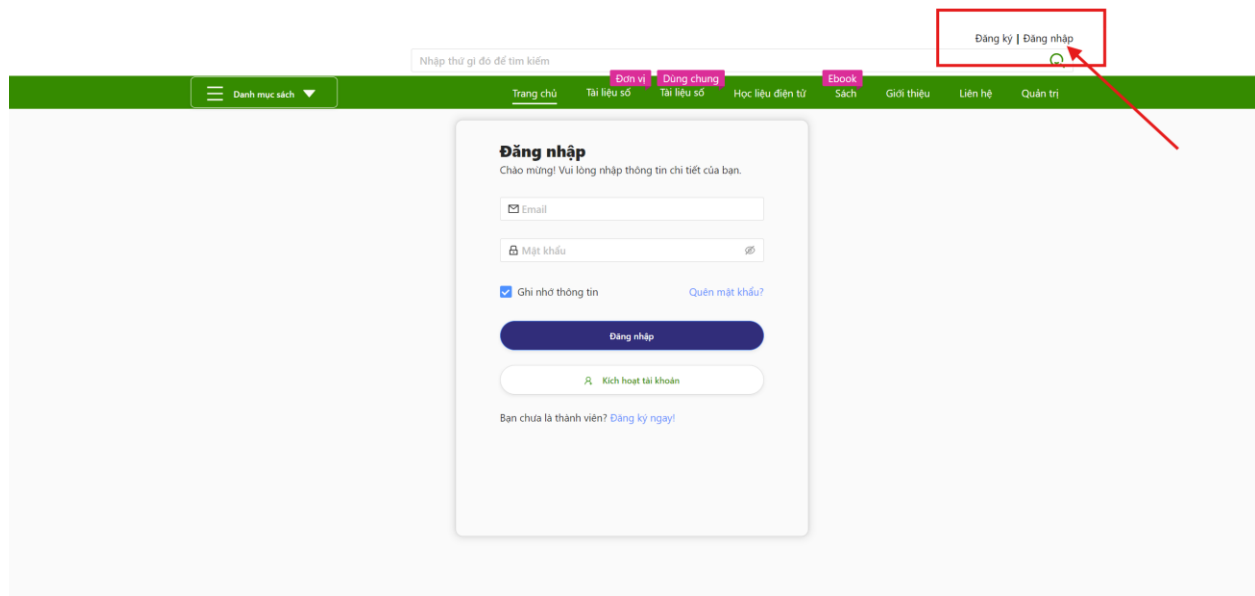 Đăng ký | Đăng nhập
Nhập thứ gì đó để tìm kiếm
Đơn vị Dùng chung Ebook
Danh mục sách Trang chủ Tài liệu số Tài liệu số Học liệu điện tử Sách Giới thiệu Liên hệ Quản trị
Đăng nhập
Chào mừng! Vui lòng nhập thông tin chi tiết của bạn.
Email
Mật khẩu
Ghi nhớ thông tin Quên mật khẩu?
Đăng nhập
Kích hoạt tài khoản
Bạn chưa là thành viên? Đăng ký ngay!